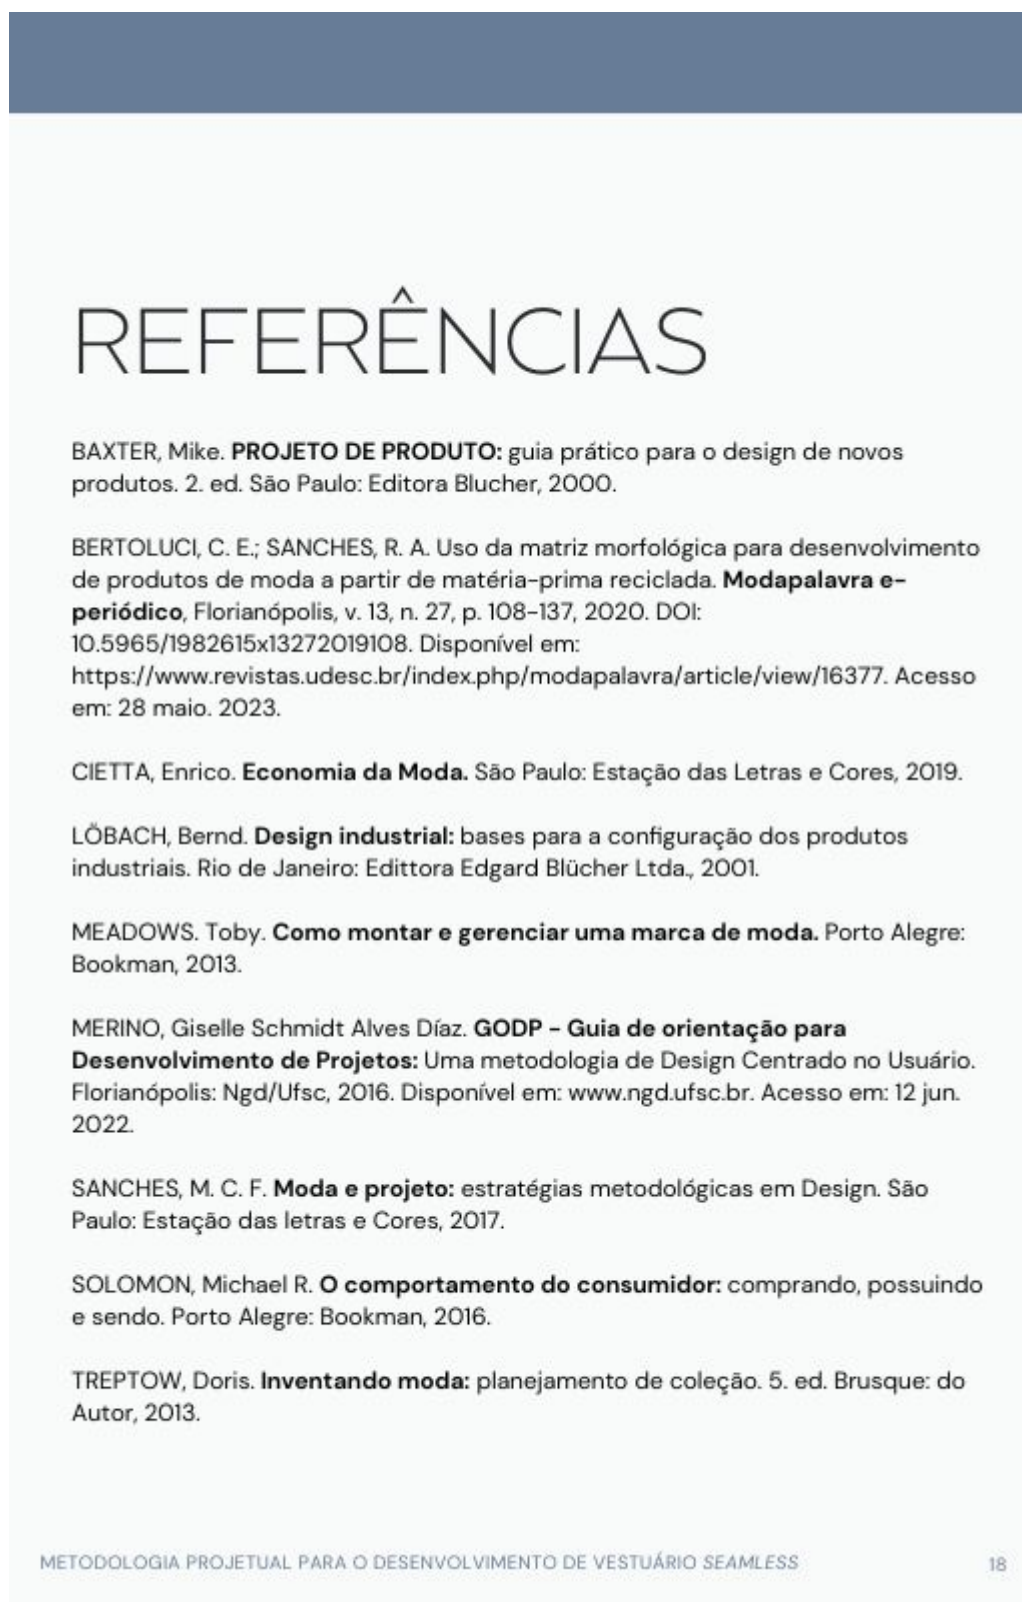 REFERÊNCIAS
BAXTER, Mike. PROJETO DE PRODUTO: guia prático para o design de novos
produtos. 2. ed. São Paulo: Editora Blucher, 2000.
BERTOLUCI, C. E.; SANCHES, R. A. Uso da matriz morfológica para desenvolvimento
de produtos de moda a partir de matéria-prima reciclada. Modapalavra e-
periódico, Florianópolis, v. 13, n. 27, p. 108-137, 2020. DOI:
10.5965/1982615x13272019108. Disponível em:
https://www.revistas.udesc.br/index.php/modapalavra/article/view/16377. Acesso
em: 28 maio. 2023.
CIETTA, Enrico. Economia da Moda. São Paulo: Estação das Letras e Cores, 2019.
LÖBACH, Bernd. Design industrial: bases para a configuração dos produtos
industriais. Rio de Janeiro: Edittora Edgard Blücher Ltda., 2001.
MEADOWS. Toby. Como montar e gerenciar uma marca de moda. Porto Alegre:
Bookman, 2013.
MERINO, Giselle Schmidt Alves Díaz. GODP - Guia de orientação para
Desenvolvimento de Projetos: Uma metodologia de Design Centrado no Usuário.
Florianópolis: Ngd/Ufsc, 2016. Disponível em: www.ngd.ufsc.br. Acesso em: 12 jun.
2022.
SANCHES, M. C. F. Moda e projeto: estratégias metodológicas em Design. São
Paulo: Estação das letras e Cores, 2017.
SOLOMON, Michael R. O comportamento do consumidor: comprando, possuindo
e sendo. Porto Alegre: Bookman, 2016.
TREPTOW, Doris. Inventando moda: planejamento de coleção. 5. ed. Brusque: do
Autor, 2013.
METODOLOGIA PROJETUAL PARA O DESENVOLVIMENTO DE VESTUÁRIO SEAMLESS 18